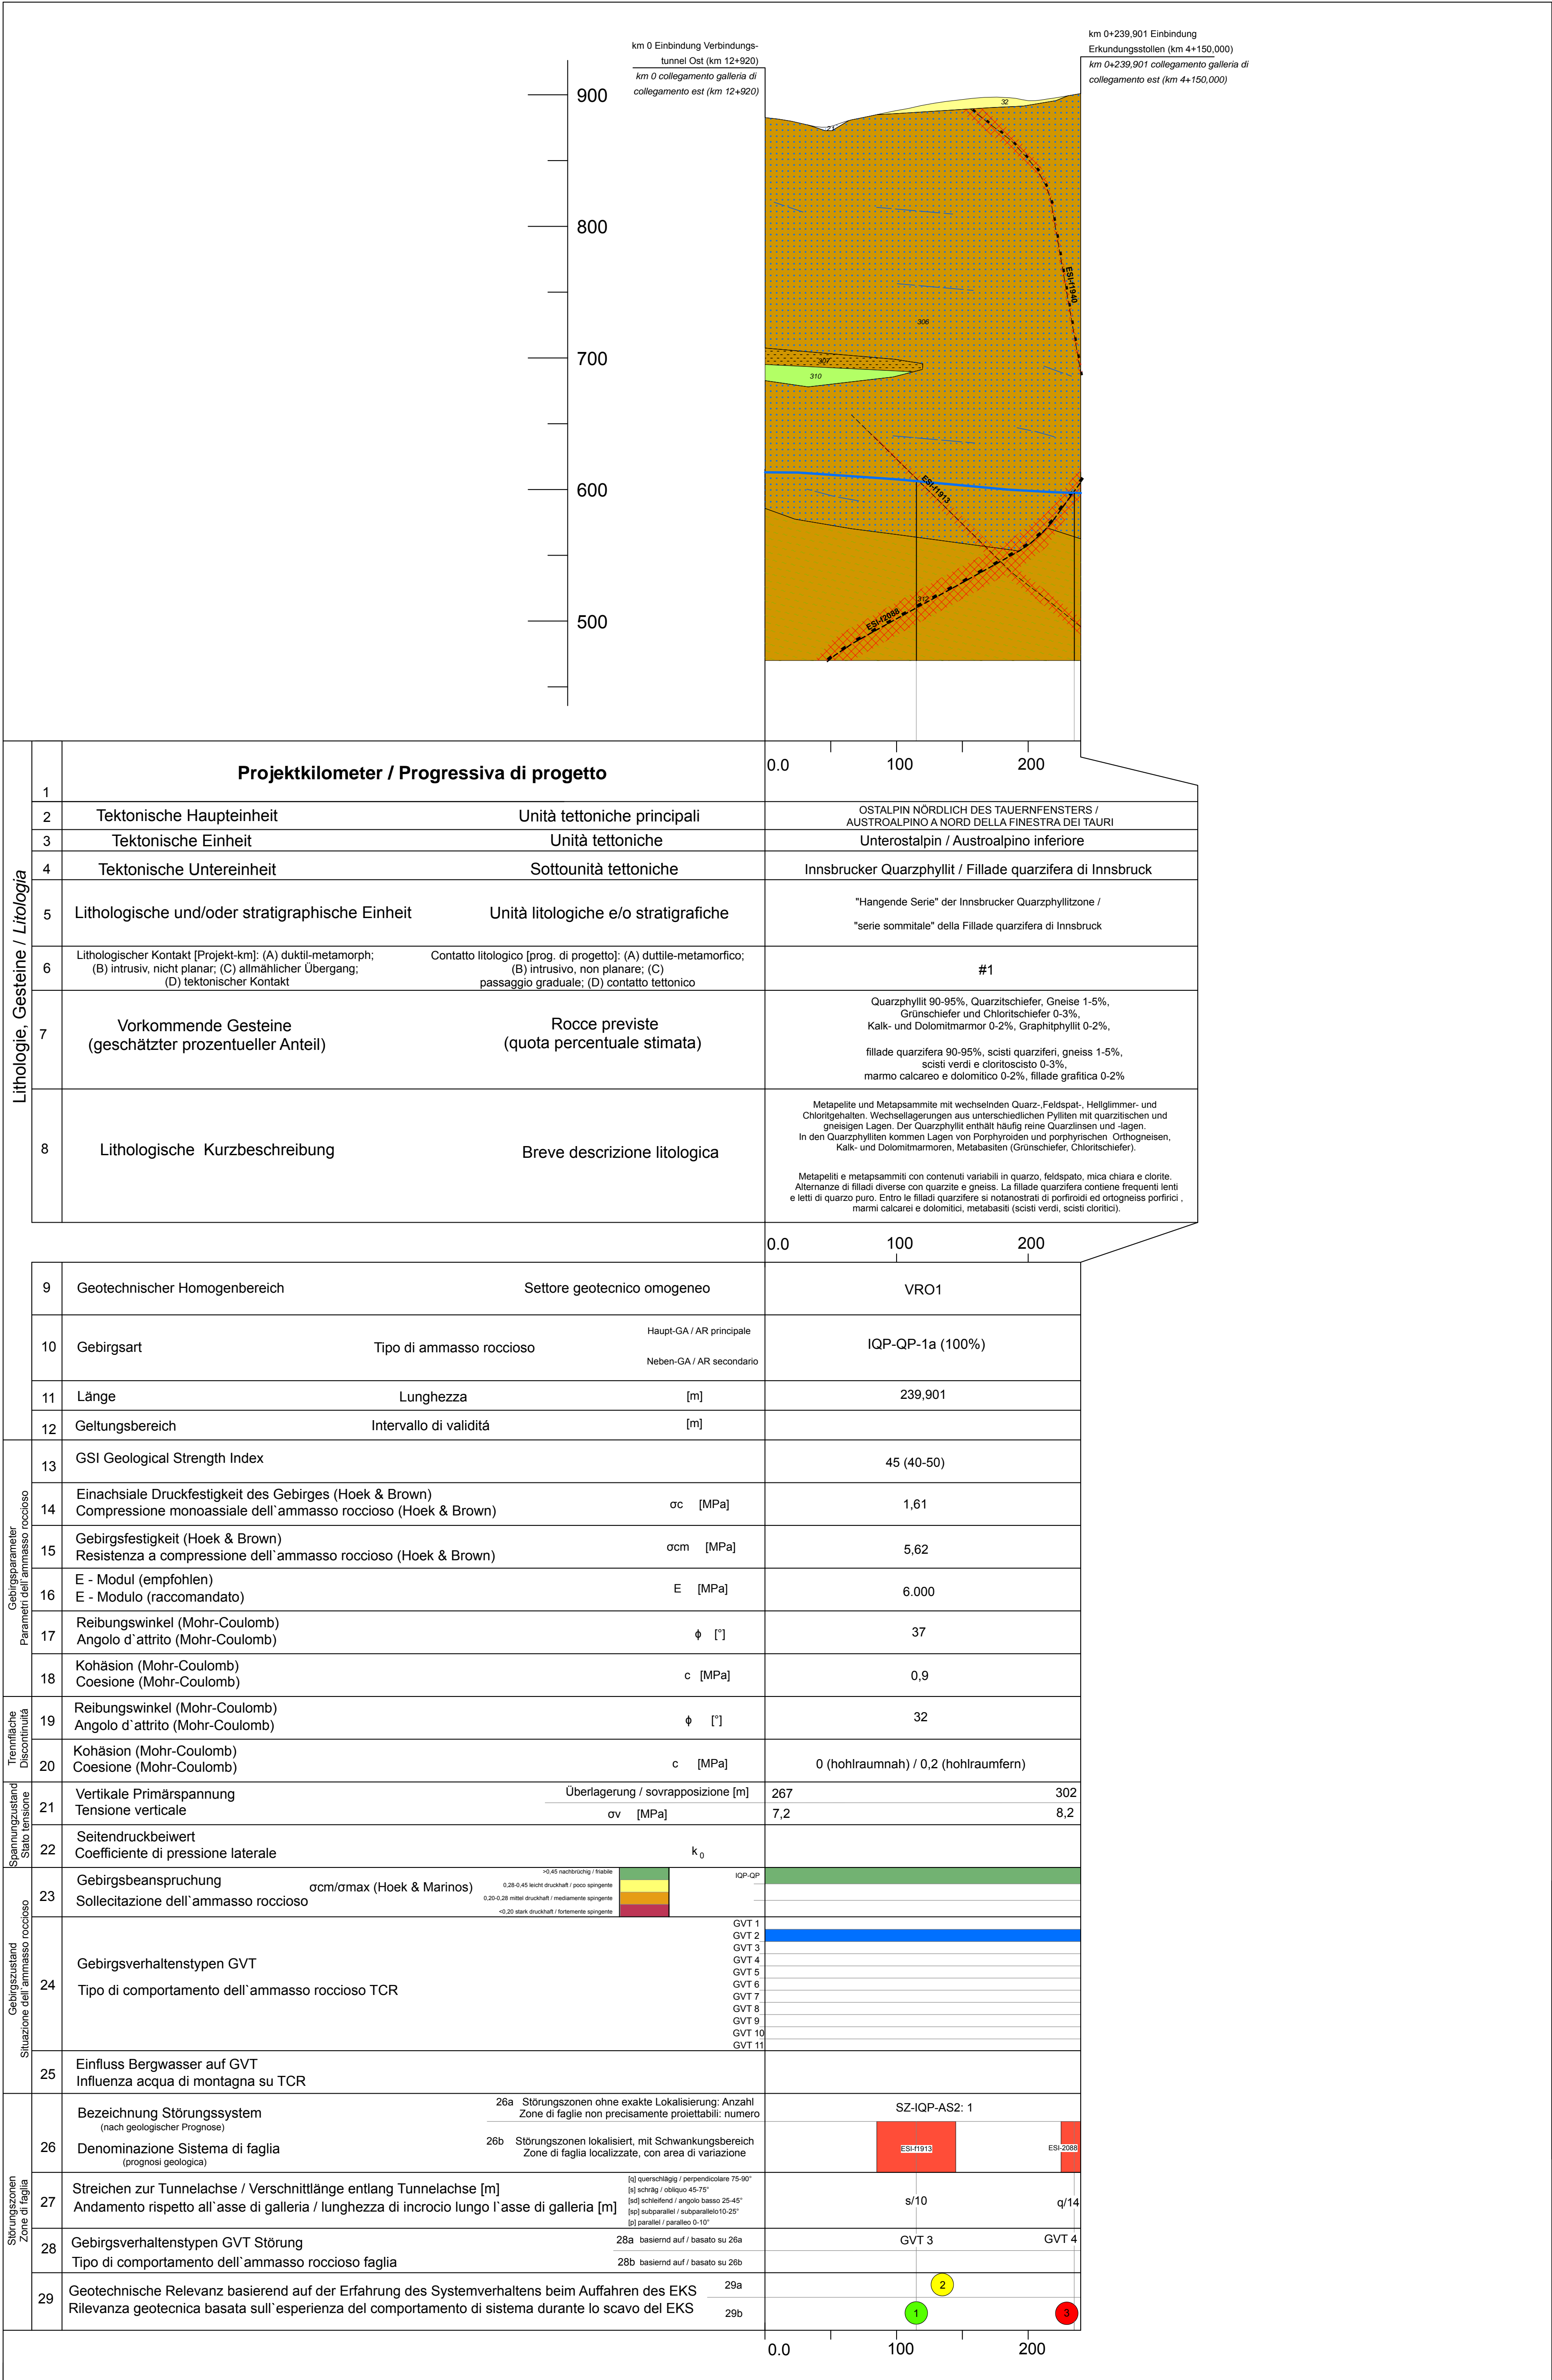 km 0 Einbindung Verbindungs-
tunnel Ost (km 12+920)
km 0 collegamento galleria di
collegamento est (km 12+920)
km 0+239,901 Einbindung
Erkundungsstollen (km 4+150,000)
km 0+239,901 collegamento galleria di
collegamento est (km 4+150,000)
900
800
700
600
500
32
21
ESI-f1940
306
307
310
ESI-f1913
312
ESI-f2088
Lithologie, Gesteine / Litologia
1
Projektkilometer / Progressiva di progetto
0.0 100 200
2
Tektonische Haupteinheit
Unità tettoniche principali
OSTALPIN NÖRDLICH DES TAUERNFENSTERS /
AUSTROALPINO A NORD DELLA FINESTRA DEI TAURI
3
Tektonische Einheit
Unità tettoniche
Unterostalpin / Austroalpino inferiore
4
Tektonische Untereinheit
Sottounità tettoniche
Innsbrucker Quarzphyllit / Fillade quarzifera di Innsbruck
5
Lithologische und/oder stratigraphische Einheit
Unità litologiche e/o stratigrafiche
"Hangende Serie" der Innsbrucker Quarzphyllitzone /
"serie sommitale" della Fillade quarzifera di Innsbruck
6
Lithologischer Kontakt [Projekt-km]: (A) duktil-metamorph;
(B) intrusiv, nicht planar; (C) allmählicher Übergang;
(D) tektonischer Kontakt
Contatto litologico [prog. di progetto]: (A) duttile-metamorfico;
(B) intrusivo, non planare; (C)
passaggio graduale; (D) contatto tettonico
#1
7
Vorkommende Gesteine
(geschätzter prozentueller Anteil)
Rocce previste
(quota percentuale stimata)
Quarzphyllit 90-95%, Quarzitschiefer, Gneise 1-5%,
Grünschiefer und Chloritschiefer 0-3%,
Kalk- und Dolomitmarmor 0-2%, Graphitphyllit 0-2%,
fillade quarzifera 90-95%, scisti quarziferi, gneiss 1-5%,
scisti verdi e cloritoscisto 0-3%,
marmo calcareo e dolomitico 0-2%, fillade grafitica 0-2%
8
Lithologische Kurzbeschreibung
Breve descrizione litologica
Metapelite und Metapsammite mit wechselnden Quarz-,Feldspat-, Hellglimmer- und
Chloritgehalten. Wechsellagerungen aus unterschiedlichen Pylliten mit quarzitischen und
gneisigen Lagen. Der Quarzphyllit enthält häufig reine Quarzlinsen und -lagen.
In den Quarzphylliten kommen Lagen von Porphyroiden und porphyrischen Orthogneisen,
Kalk- und Dolomitmarmoren, Metabasiten (Grünschiefer, Chloritschiefer).
Metapeliti e metapsammiti con contenuti variabili in quarzo, feldspato, mica chiara e clorite.
Alternanze di filladi diverse con quarzite e gneiss. La fillade quarzifera contiene frequenti lenti
e letti di quarzo puro. Entro le filladi quarzifere si notanostrati di porfiroidi ed ortogneiss porfirici ,
marmi calcarei e dolomitici, metabasiti (scisti verdi, scisti cloritici).
0.0 100 200
9
Geotechnischer Homogenbereich
Settore geotecnico omogeneo
VRO1
10
Gebirgsart
Tipo di ammasso roccioso
Haupt-GA / AR principale
Neben-GA / AR secondario
IQP-QP-1a (100%)
11
Länge
Lunghezza
[m]
239,901
12
Geltungsbereich
Intervallo di validitá
[m]
Gebirgsparameter
Parametri dell`ammasso roccioso
13
GSI Geological Strength Index
45 (40-50)
14
Einachsiale Druckfestigkeit des Gebirges (Hoek & Brown)
Compressione monoassiale dell`ammasso roccioso (Hoek & Brown)
σc [MPa]
1,61
15
Gebirgsfestigkeit (Hoek & Brown)
Resistenza a compressione dell`ammasso roccioso (Hoek & Brown)
σcm [MPa]
5,62
16
E - Modul (empfohlen)
E - Modulo (raccomandato)
E [MPa]
6.000
17
Reibungswinkel (Mohr-Coulomb)
Angolo d`attrito (Mohr-Coulomb)
ϕ [°]
37
18
Kohäsion (Mohr-Coulomb)
Coesione (Mohr-Coulomb)
c [MPa]
0,9
Trennfläche
Discontinuitá
19
Reibungswinkel (Mohr-Coulomb)
Angolo d`attrito (Mohr-Coulomb)
ϕ [°]
32
20
Kohäsion (Mohr-Coulomb)
Coesione (Mohr-Coulomb)
c [MPa]
0 (hohlraumnah) / 0,2 (hohlraumfern)
Spannungzustand
Stato tensione
21
Vertikale Primärspannung
Tensione verticale
Überlagerung / sovrapposizione [m]
267 302
σv [MPa]
7,2 8,2
22
Seitendruckbeiwert
Coefficiente di pressione laterale
k0
Gebirgszustand
Situazione dell`ammasso roccioso
23
Gebirgsbeanspruchung
Sollecitazione dell`ammasso roccioso
σcm/σmax (Hoek & Marinos)
>0,45 nachbrüchig / friabile
0,28-0,45 leicht druckhaft / poco spingente
0,20-0,28 mittel druckhaft / mediamente spingente
<0,20 stark druckhaft / fortemente spingente
IQP-QP
24
Gebirgsverhaltenstypen GVT
Tipo di comportamento dell`ammasso roccioso TCR
GVT 1
GVT 2
GVT 3
GVT 4
GVT 5
GVT 6
GVT 7
GVT 8
GVT 9
GVT 10
GVT 11
25
Einfluss Bergwasser auf GVT
Influenza acqua di montagna su TCR
Störungszonen
Zone di faglia
26
Bezeichnung Störungssystem
(nach geologischer Prognose)
Denominazione Sistema di faglia
(prognosi geologica)
26a Störungszonen ohne exakte Lokalisierung: Anzahl
Zone di faglie non precisamente proiettabili: numero
SZ-IQP-AS2: 1
26b Störungszonen lokalisiert, mit Schwankungsbereich
Zone di faglia localizzate, con area di variazione
ESI-f1913
ESI-2088
27
Streichen zur Tunnelachse / Verschnittlänge entlang Tunnelachse [m]
Andamento rispetto all`asse di galleria / lunghezza di incrocio lungo l`asse di galleria [m]
[q] querschlägig / perpendicolare 75-90°
[s] schräg / obliquo 45-75°
[sd] schleifend / angolo basso 25-45°
[sp] subparallel / subparallelo10-25°
[p] parallel / paralleo 0-10°
s/10
q/14
28
Gebirgsverhaltenstypen GVT Störung
Tipo di comportamento dell`ammasso roccioso faglia
28a basiernd auf / basato su 26a
GVT 3
GVT 4
28b basiernd auf / basato su 26b
29
Geotechnische Relevanz basierend auf der Erfahrung des Systemverhaltens beim Auffahren des EKS
Rilevanza geotecnica basata sull`esperienza del comportamento di sistema durante lo scavo del EKS
29a
2
29b
1
3
0.0 100 200